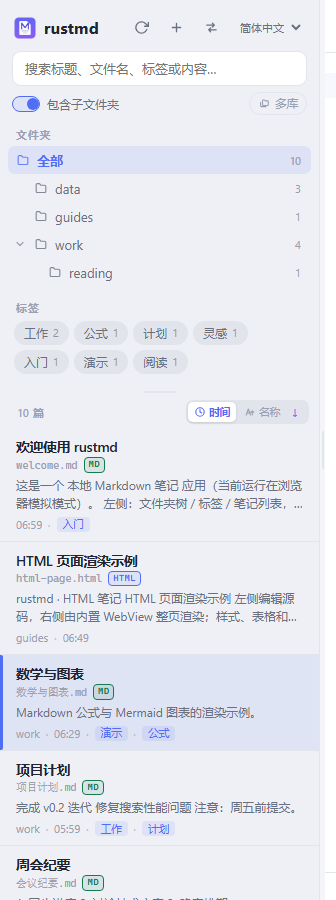 rustmd
简体中文
搜索标题、文件名、标签或内容...
包含子文件夹
多库
文件夹
全部 10
data 3
guides 1
work 4
reading 1
标签
工作 2 公式 1 计划 1 灵感 1
入门 1 演示 1 阅读 1
10 篇 时间 名称 ↓
欢迎使用 rustmd
welcome.md MD
这是一个 本地 Markdown 笔记 应用（当前运行在浏览
器模拟模式）。 左侧：文件夹树 / 标签 / 笔记列表，...
06:59 · 入门
HTML 页面渲染示例
html-page.html HTML
rustmd · HTML 笔记 HTML 页面渲染示例 左侧编辑源
码，右侧由内置 WebView 整页渲染；样式、表格和...
guides · 06:49
数学与图表
数学与图表.md MD
Markdown 公式与 Mermaid 图表的渲染示例。
work · 06:29 · 演示 · 公式
项目计划
项目计划.md MD
完成 v0.2 迭代 修复搜索性能问题 注意：周五前提交。
work · 05:59 · 工作 · 计划
周会纪要
会议纪要.md MD